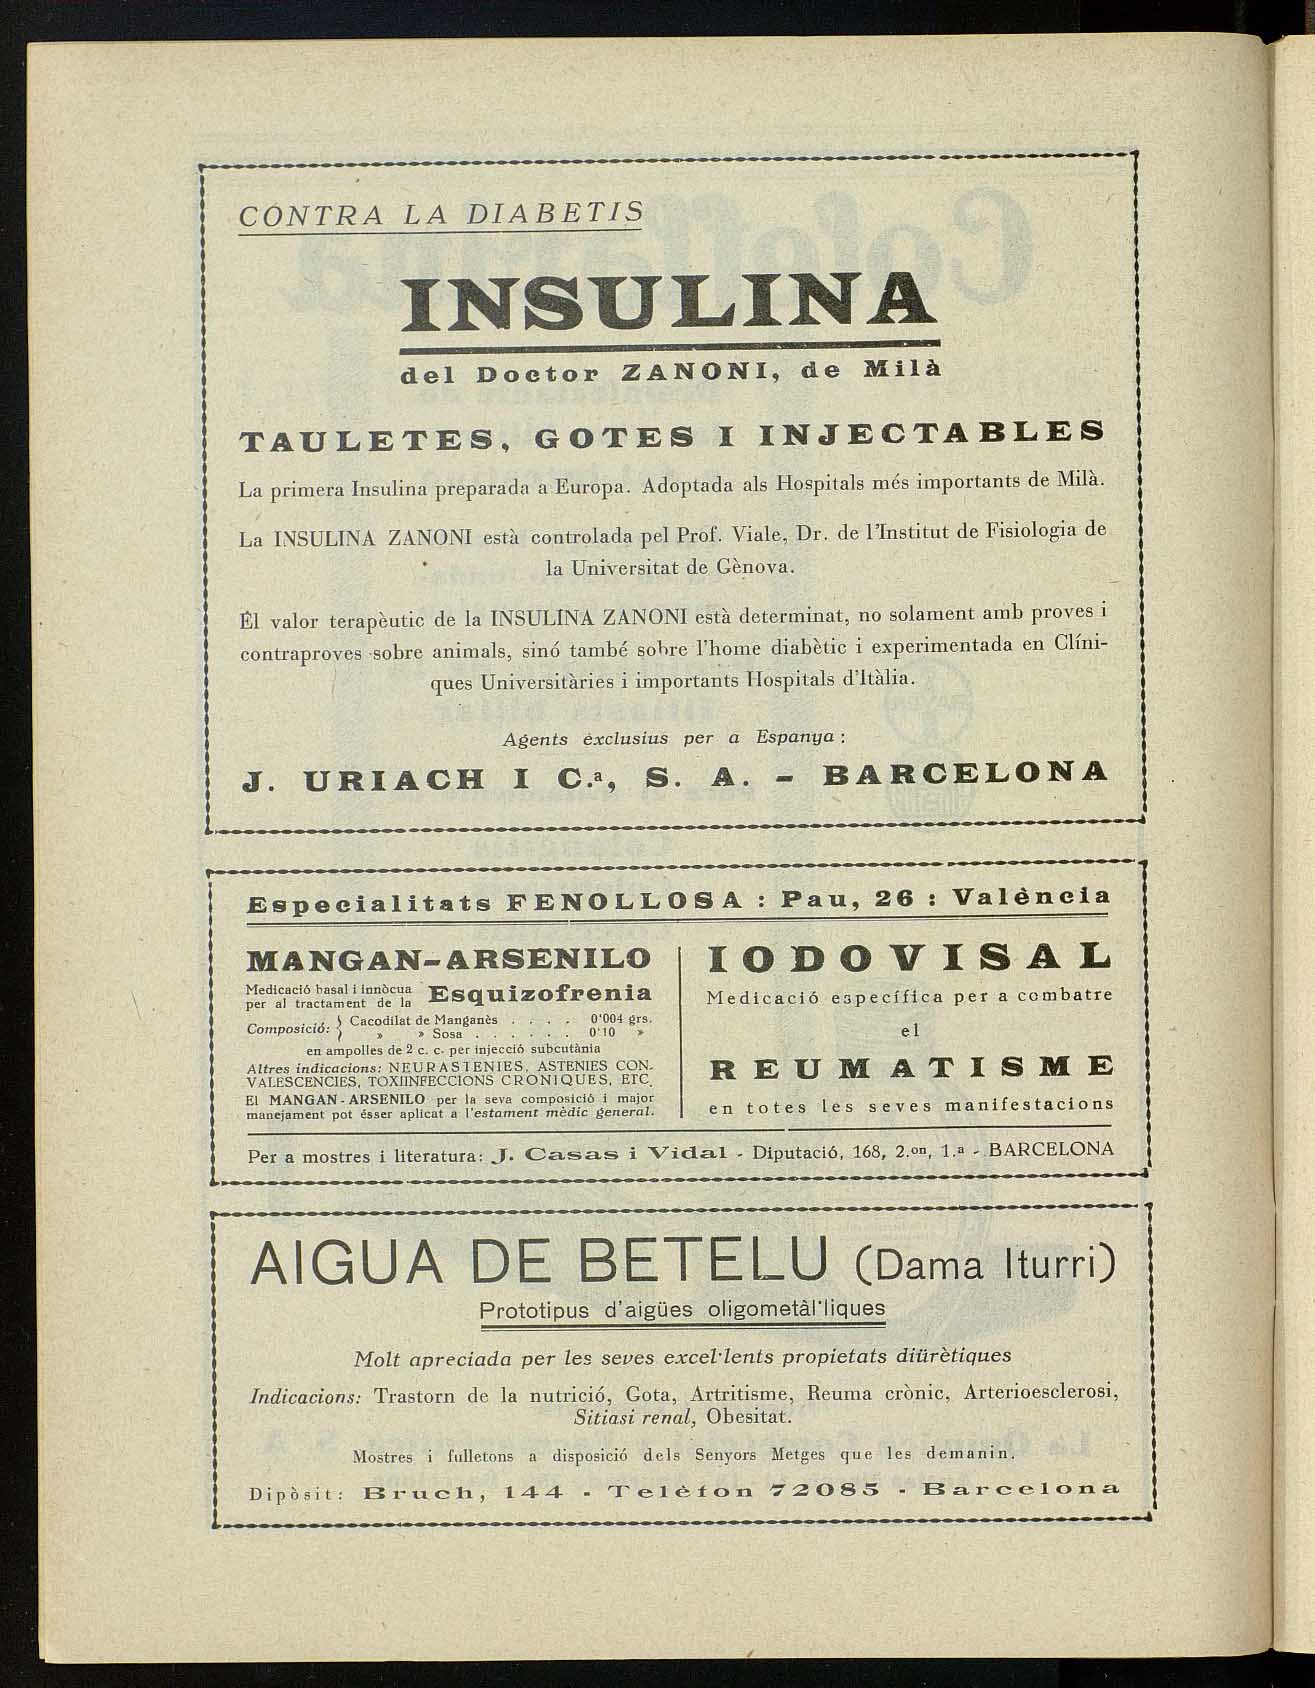 CONTRA LA DIABETIS
INSULINA
del Doctor ZANONI, de Milà
TAULETES, GOTES I INJECTABLES
La primera Insulina preparada a Europa. Adoptada als Hospitals més importants de Milà.
La INSULINA ZANONI està controlada pel Prof. Viale, Dr. de l'Institut de Fisiologia de
la Universitat de Gènova.
El valor terapèutic de la INSULINA ZANONI està determinat, no solament amb proves i
contraproves sobre animals, sinó també sobre l'home diabètic i experimentada en Clíni-
ques Universitàries i importants Hospitals d'Itàlia.
Agents exclusius per a Espanya:
J. URIACH I C.ª, S. A. - BARCELONA
Especialitats FENOLLOSA : Pau, 26 : València
MANGAN-ARSENILO
Medicació basal i innòcua
per al tractament de la Esquizofrenia
Composició: } Cacodilat de Manganès . . . . 0'004 grs.
» » Sosa . . . . . . 0'10 »
en ampolles de 2 c. c. per injecció subcutània
Altres indicacions: NEURASTENIES, ASTENIES CON-
VALESCENCIES, TOXIINFECCIONS CRONIQUES, ETC.
El MANGAN-ARSENILO per la seva composició i major
manejament pot ésser aplicat a l'estament mèdic general.
IODOVISAL
Medicació específica per a combatre
el
REUMATISME
en totes les seves manifestacions
Per a mostres i literatura: J. Casas i Vidal - Diputació, 168, 2.on, 1.ª - BARCELONA
AIGUA DE BETELU (Dama Iturri)
Prototipus d'aigües oligometàl·liques
Molt apreciada per les seves excel·lents propietats diürètiques
Indicacions: Trastorn de la nutrició, Gota, Artritisme, Reuma crònic, Arterioesclerosi,
Sitiasi renal, Obesitat.
Mostres i fulletons a disposició dels Senyors Metges que les demanin.
Dipòsit: Bruch, 144 - Telèfon 72085 - Barcelona